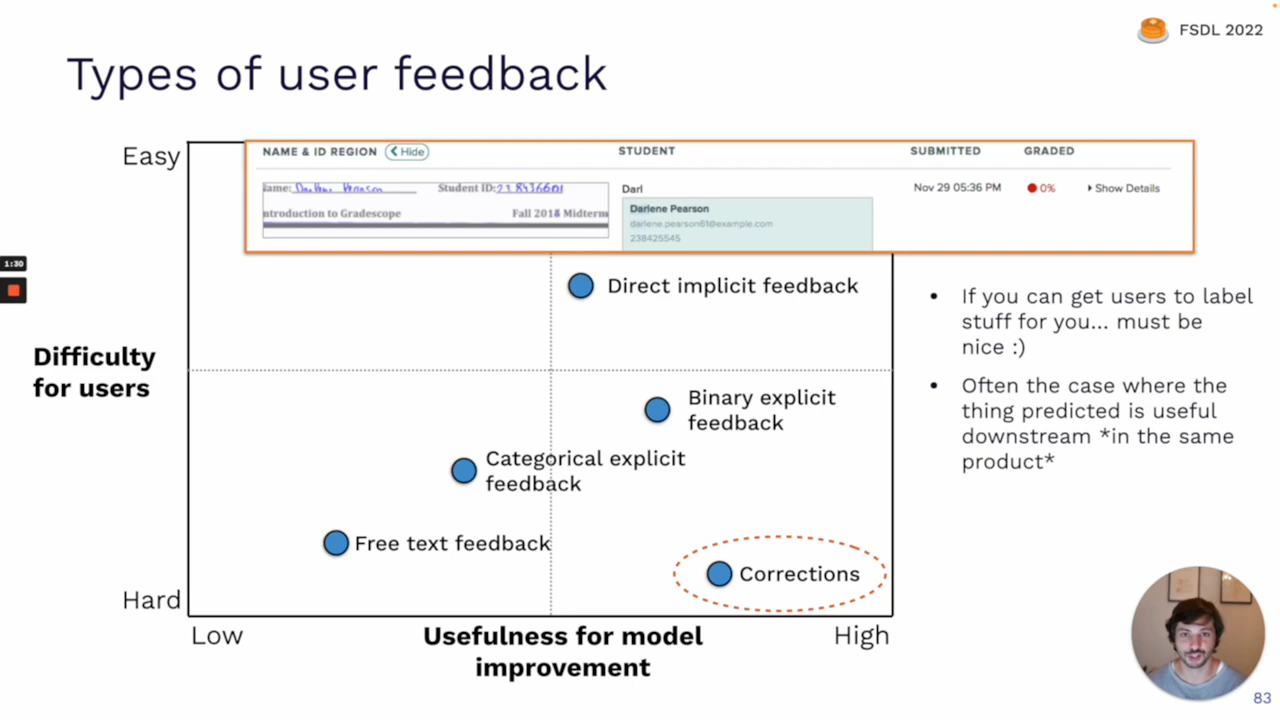 FSDL 2022
Types of user feedback
Easy
NAME & ID REGION
Hide
STUDENT
SUBMITTED
GRADED
Name:
Student ID:
Darl
Nov 29 05:36 PM
0%
Show Details
Darlene Pearson
ntroduction to Gradescope
Fall 2018 Midterm
darlene.pearson61@example.com
238425545
1:30
Direct implicit feedback
If you can get users to label
stuff for you... must be
nice :)
Difficulty
for users
Often the case where the
thing predicted is useful
downstream *in the same
product*
Binary explicit
feedback
Categorical explicit
feedback
Free text feedback
Corrections
Hard
Low
Usefulness for model
improvement
High
83